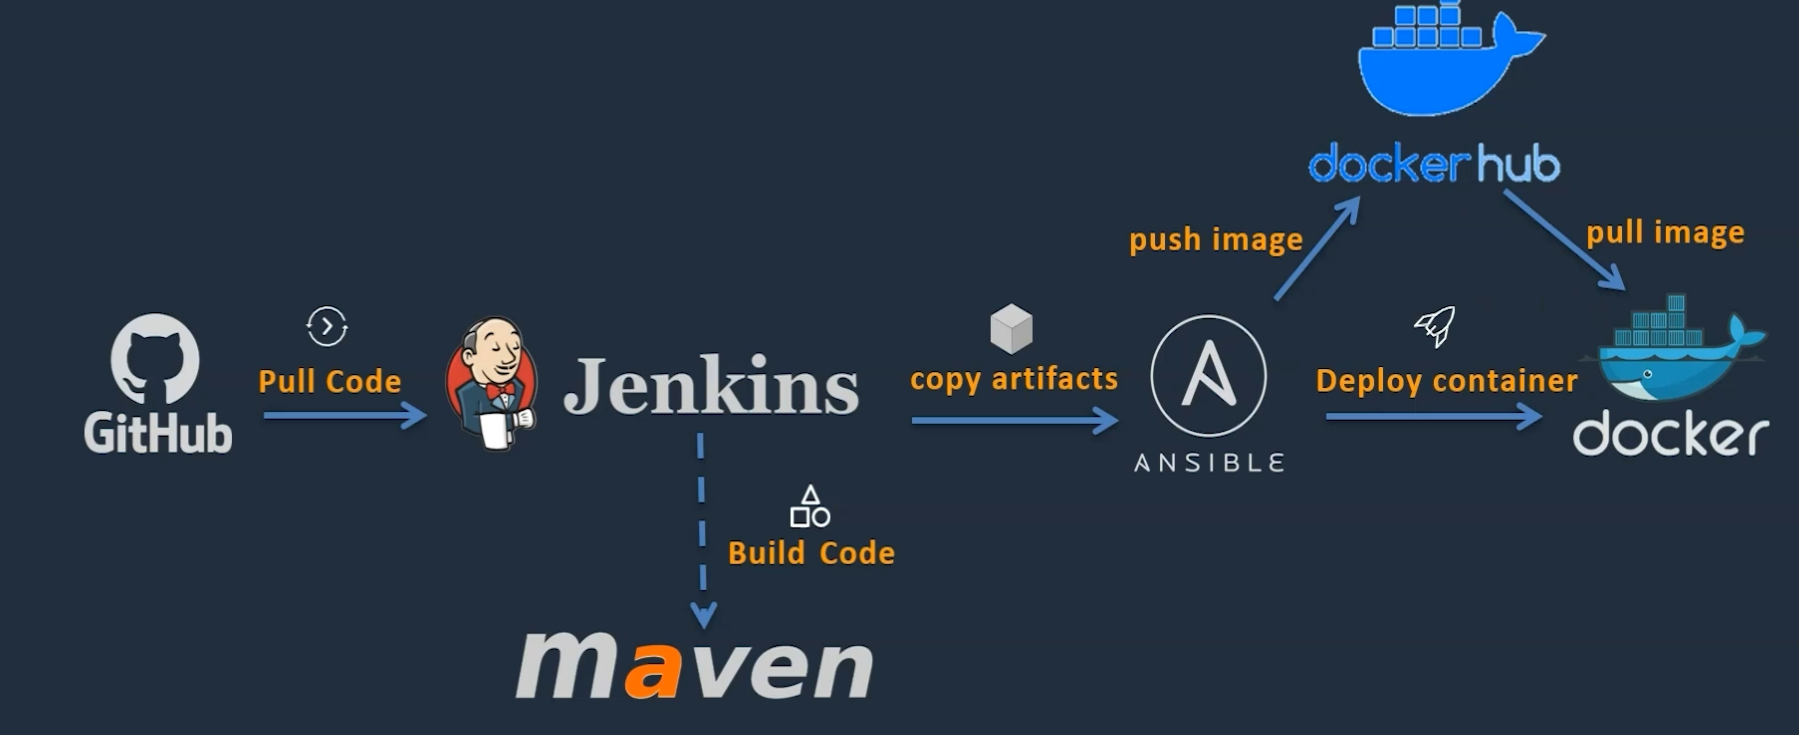 dockerhub
push image
pull image
Pull Code
GitHub
Jenkins
copy artifacts
ANSIBLE
Deploy container
docker
Build Code
maven